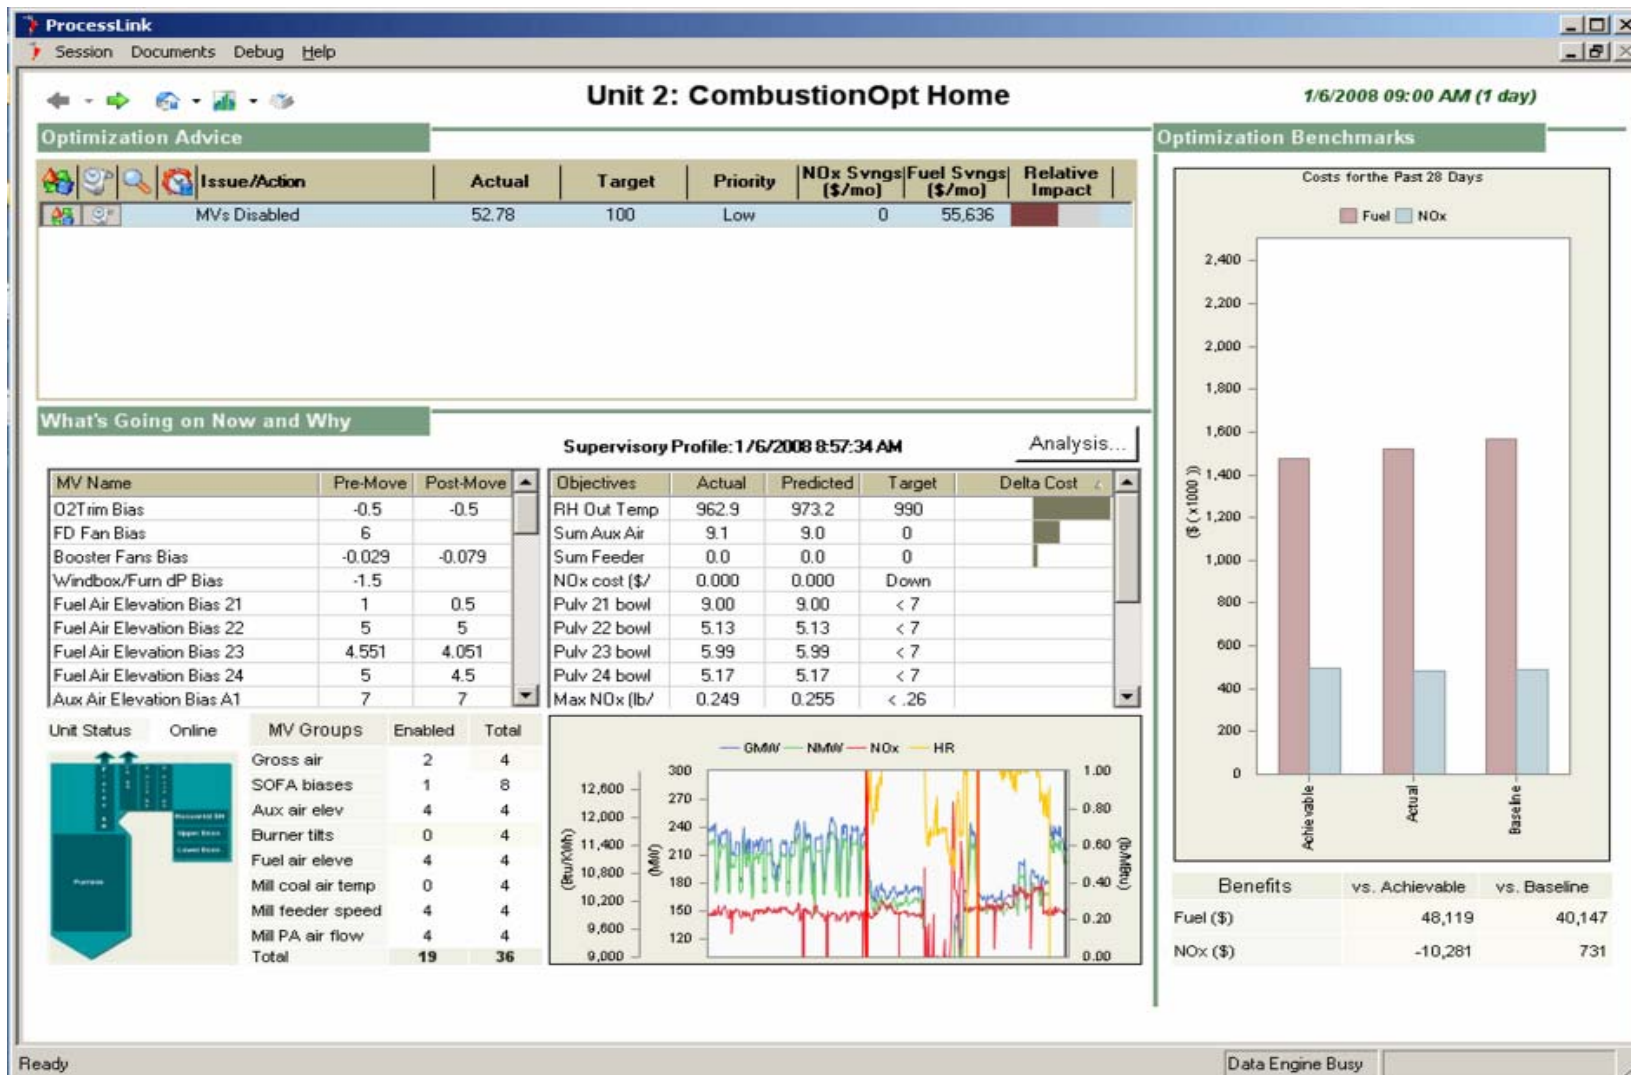 ProcessLink
Session Documents Debug Help
Unit 2: CombustionOpt Home
1/6/2008 09:00 AM (1 day)
Optimization Advice
Issue/Action Actual Target Priority NOx Svngs ($/mo) Fuel Svngs ($/mo) Relative Impact
MVs Disabled 52.78 100 Low 0 55,636
What's Going on Now and Why
Supervisory Profile: 1/6/2008 8:57:34 AM
Analysis...
MV Name Pre-Move Post-Move
O2Trim Bias -0.5 -0.5
FD Fan Bias 6
Booster Fans Bias -0.029 -0.079
Windbox/Furn dP Bias -1.5
Fuel Air Elevation Bias 21 1 0.5
Fuel Air Elevation Bias 22 5 5
Fuel Air Elevation Bias 23 4.551 4.051
Fuel Air Elevation Bias 24 5 4.5
Aux Air Elevation Bias A1 7 7
Objectives Actual Predicted Target Delta Cost
RH Out Temp 962.9 973.2 990
Sum Aux Air 9.1 9.0 0
Sum Feeder 0.0 0.0 0
NOx cost ($/ 0.000 0.000 Down
Pulv 21 bowl 9.00 9.00 < 7
Pulv 22 bowl 5.13 5.13 < 7
Pulv 23 bowl 5.99 5.99 < 7
Pulv 24 bowl 5.17 5.17 < 7
Max NOx (lb/ 0.249 0.255 < .26
Unit Status Online
MV Groups Enabled Total
Gross air 2 4
SOFA biases 1 8
Aux air elev 4 4
Burner tilts 0 4
Fuel air eleve 4 4
Mill coal air temp 0 4
Mill feeder speed 4 4
Mill PA air flow 4 4
Total 19 36
Furnace
GMW NMW NOx HR
(Btu/KWh)
12,600
12,000
11,400
10,800
10,200
9,600
9,000
(MW)
300
270
240
210
180
150
120
1.00
0.80
0.60
0.40
0.20
0.00
(lb/MBtu)
Optimization Benchmarks
Costs for the Past 28 Days
Fuel NOx
($ ( x1000 ))
2,400
2,200
2,000
1,800
1,600
1,400
1,200
1,000
800
600
400
200
0
Achievable
Actual
Baseline
Benefits vs. Achievable vs. Baseline
Fuel ($) 48,119 40,147
NOx ($) -10,281 731
Ready
Data Engine Busy